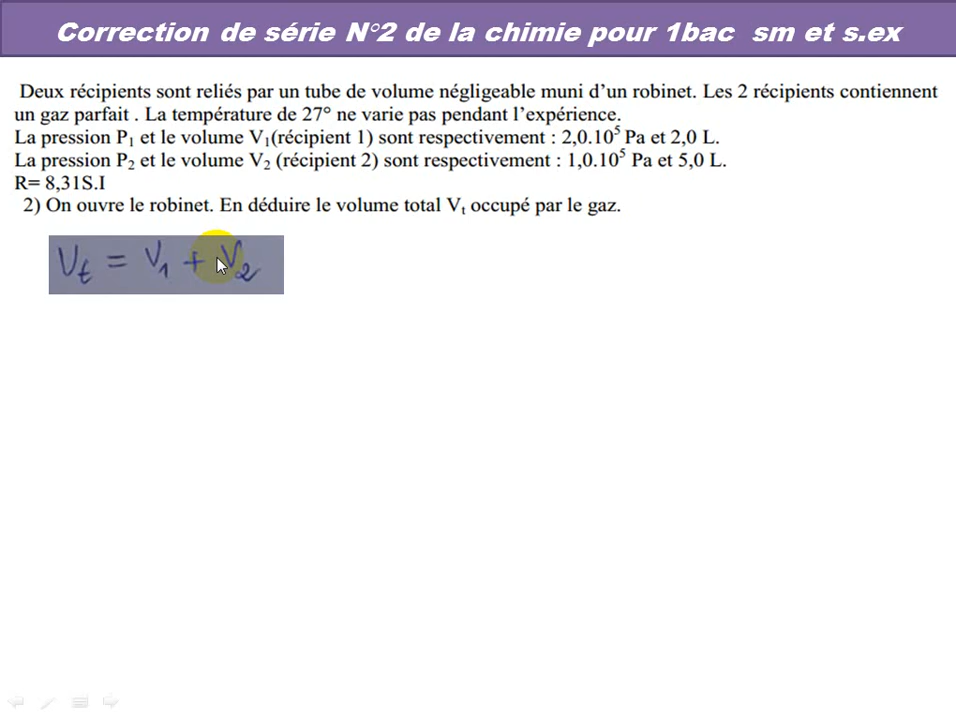 Correction de série N°2 de la chimie pour 1bac sm et s.ex
Deux récipients sont reliés par un tube de volume négligeable muni d'un robinet. Les 2 récipients contiennent
un gaz parfait . La température de 27° ne varie pas pendant l'expérience.
La pression P₁ et le volume V₁(récipient 1) sont respectivement : 2,0.10⁵ Pa et 2,0 L.
La pression P₂ et le volume V₂ (récipient 2) sont respectivement : 1,0.10⁵ Pa et 5,0 L.
R= 8,31S.I
2) On ouvre le robinet. En déduire le volume total Vₜ occupé par le gaz.
Vₜ = V₁ + V₂